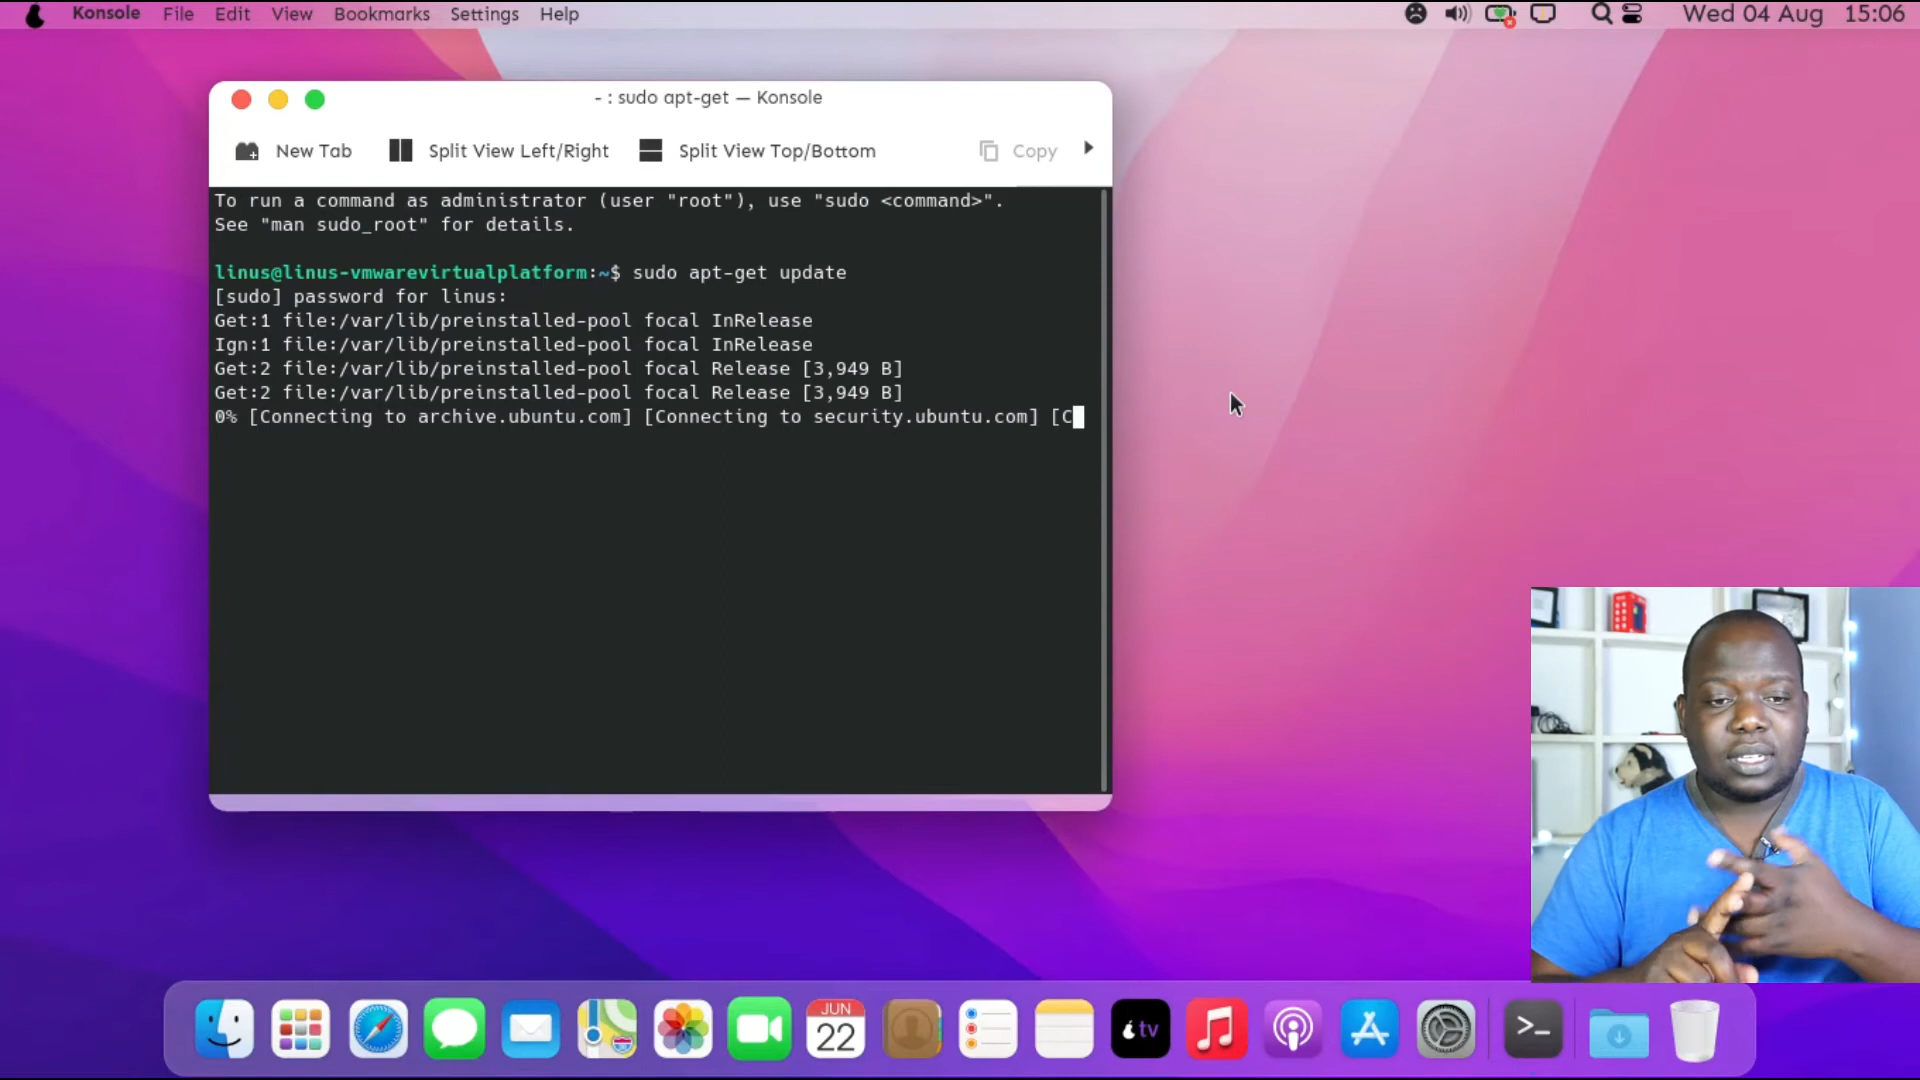 Konsole File Edit View Bookmarks Settings Help Wed 04 Aug 15:06
- : sudo apt-get — Konsole
New Tab Split View Left/Right Split View Top/Bottom Copy
To run a command as administrator (user "root"), use "sudo <command>".
See "man sudo_root" for details.
linus@linus-vmwarevirtualplatform:~$ sudo apt-get update
[sudo] password for linus:
Get:1 file:/var/lib/preinstalled-pool focal InRelease
Ign:1 file:/var/lib/preinstalled-pool focal InRelease
Get:2 file:/var/lib/preinstalled-pool focal Release [3,949 B]
Get:2 file:/var/lib/preinstalled-pool focal Release [3,949 B]
0% [Connecting to archive.ubuntu.com] [Connecting to security.ubuntu.com] [C
JUN
22
tv
>_